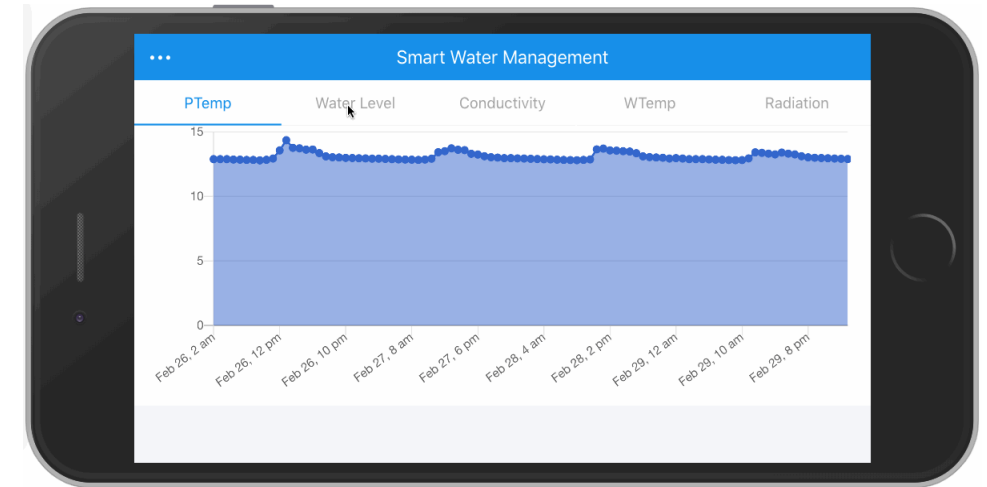 Smart Water Management
PTemp Water Level Conductivity WTemp Radiation
15
10
5
0
Feb 26, 2 am Feb 26, 12 pm Feb 26, 10 pm Feb 27, 8 am Feb 27, 6 pm Feb 28, 4 am Feb 28, 2 pm Feb 29, 12 am Feb 29, 10 am Feb 29, 8 pm